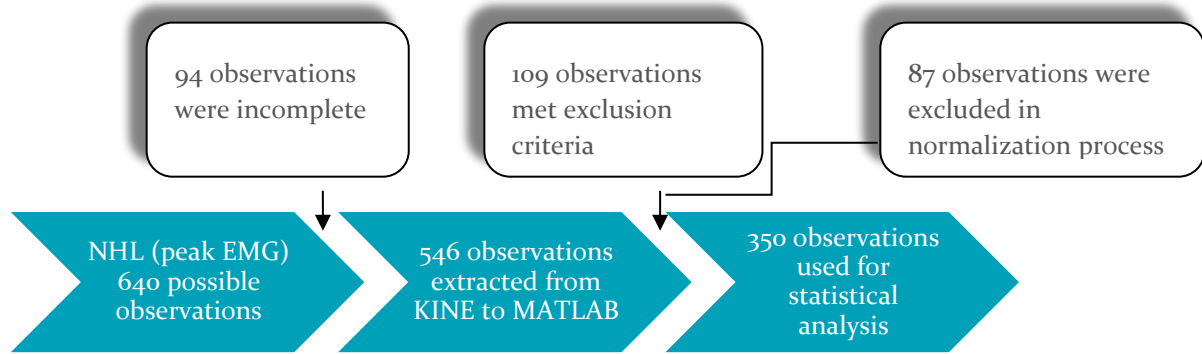 94 observations
were incomplete
109 observations
met exclusion
criteria
87 observations were
excluded in
normalization process
NHL (peak EMG)
640 possible
observations
546 observations
extracted from
KINE to MATLAB
350 observations
used for
statistical
analysis